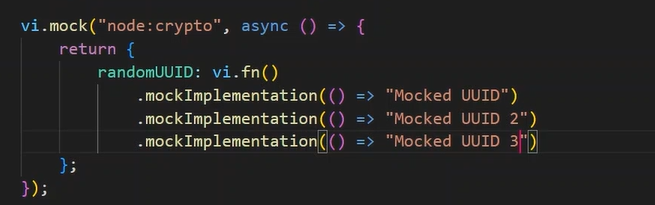 vi.mock("node:crypto", async () => {
return {
randomUUID: vi.fn()
.mockImplementation(() => "Mocked UUID")
.mockImplementation(() => "Mocked UUID 2")
.mockImplementation(() => "Mocked UUID 3")
};
});